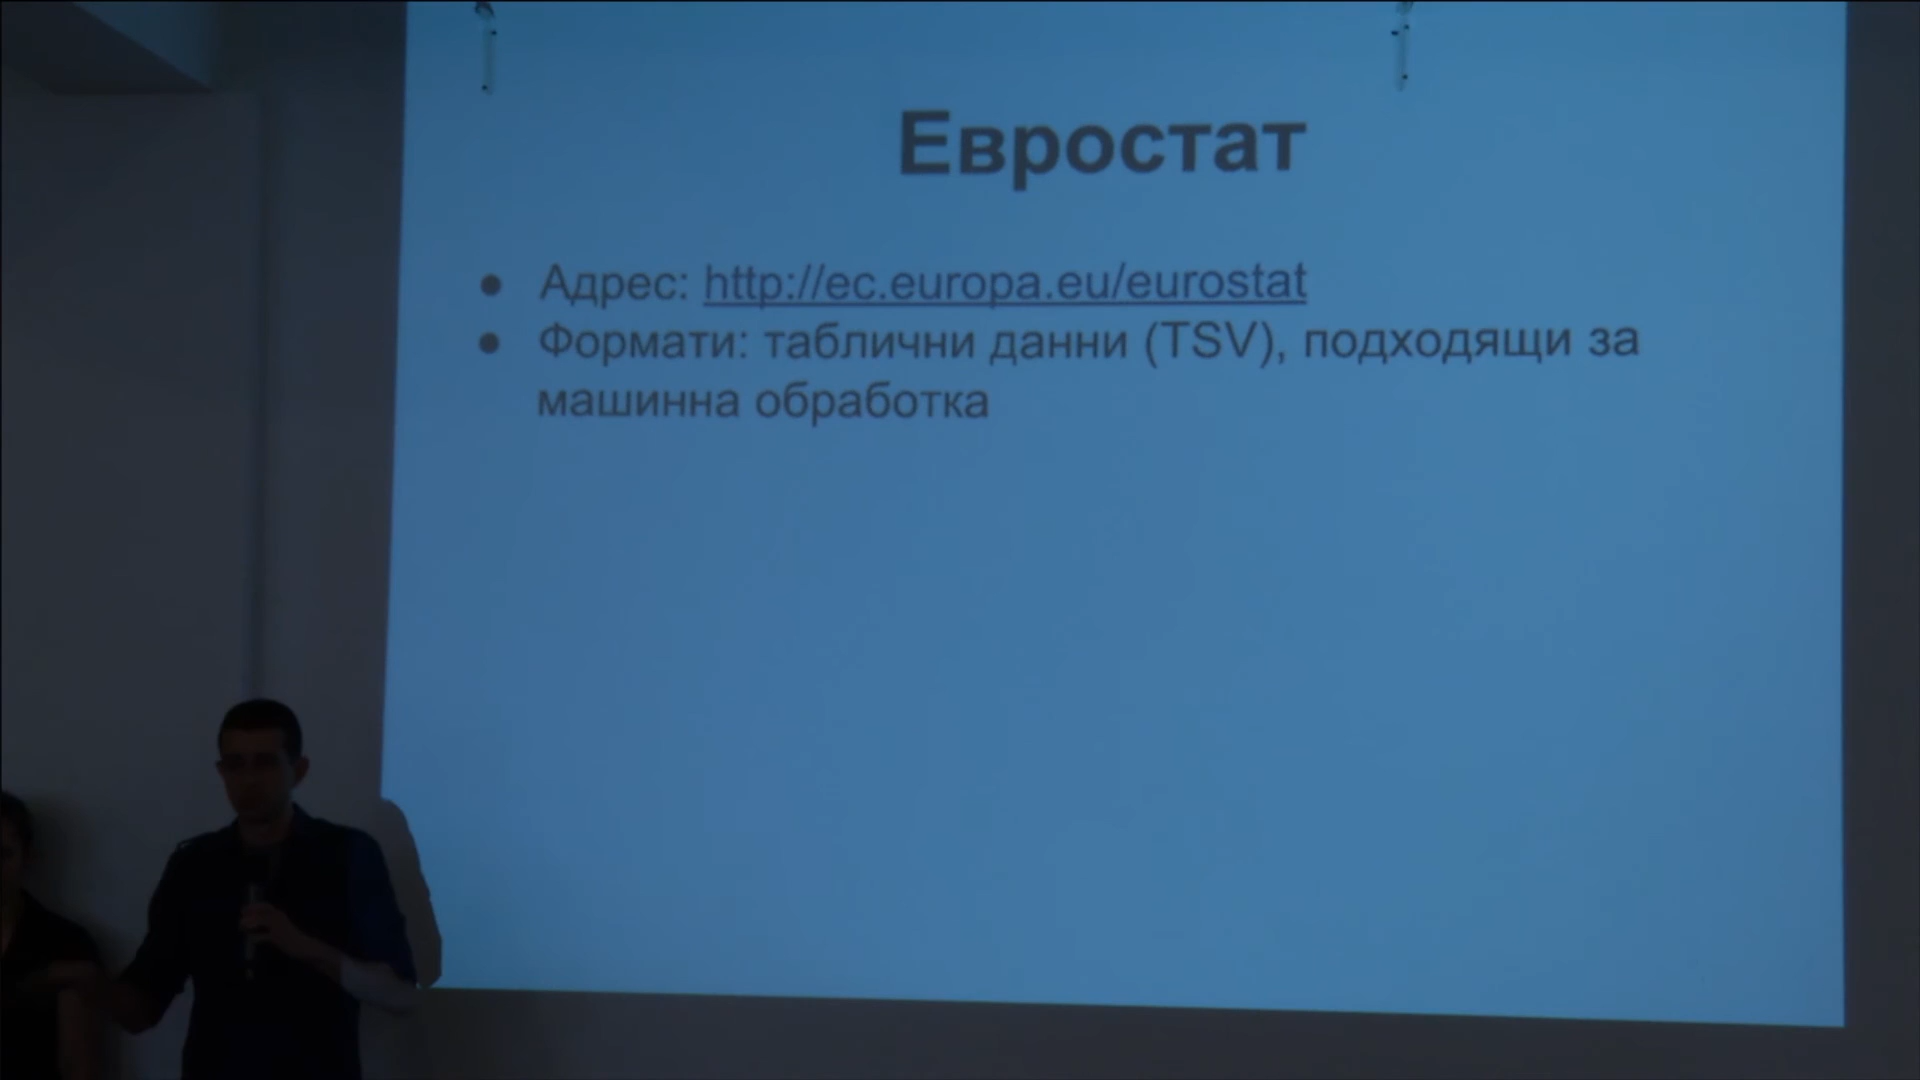 Евростат
● Адрес: http://ec.europa.eu/eurostat
● Формати: таблични данни (TSV), подходящи за
машинна обработка